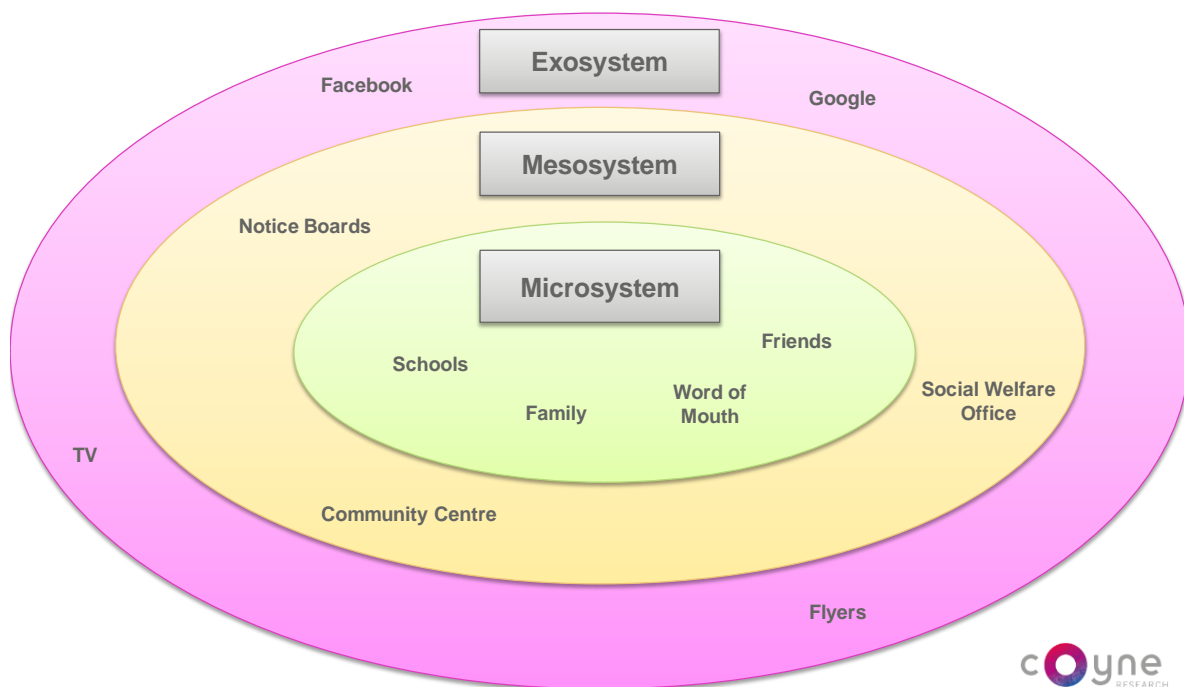 Exosystem
Facebook
Google
Mesosystem
Notice Boards
Microsystem
Friends
Schools
Word of
Mouth
Family
Social Welfare
Office
TV
Community Centre
Flyers
coyne
RESEARCH